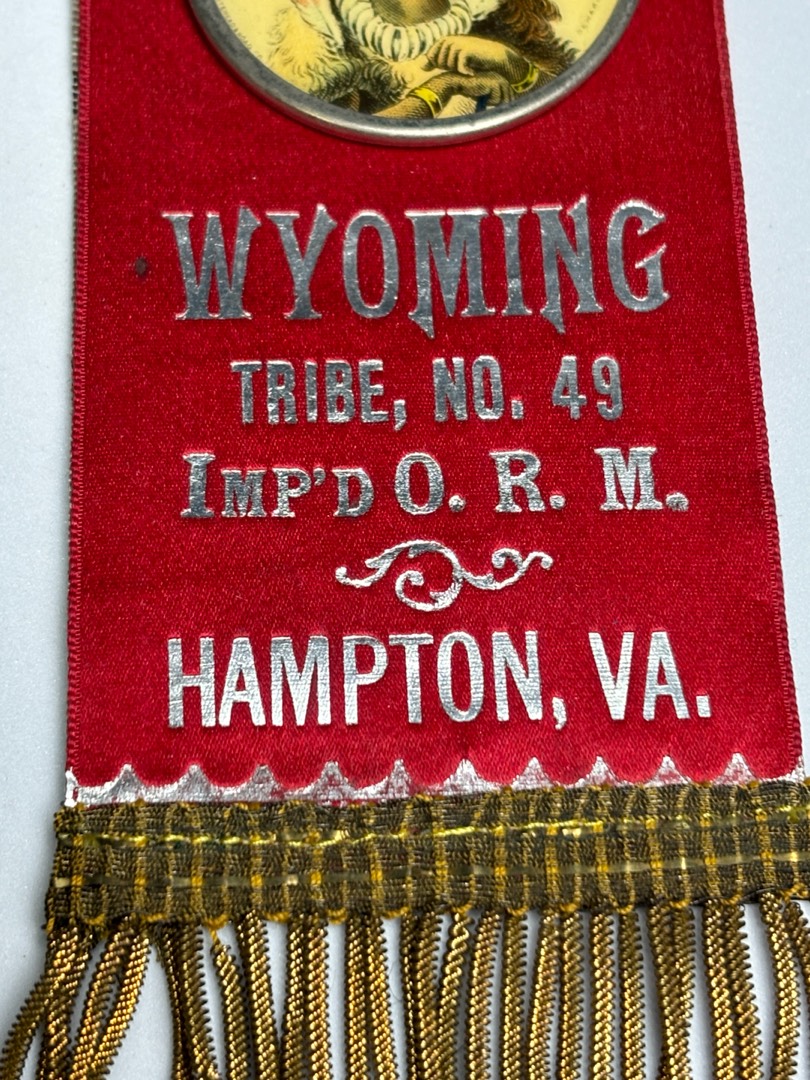 WYOMING
TRIBE, NO. 49
IMP'D O. R. M.
HAMPTON, VA.